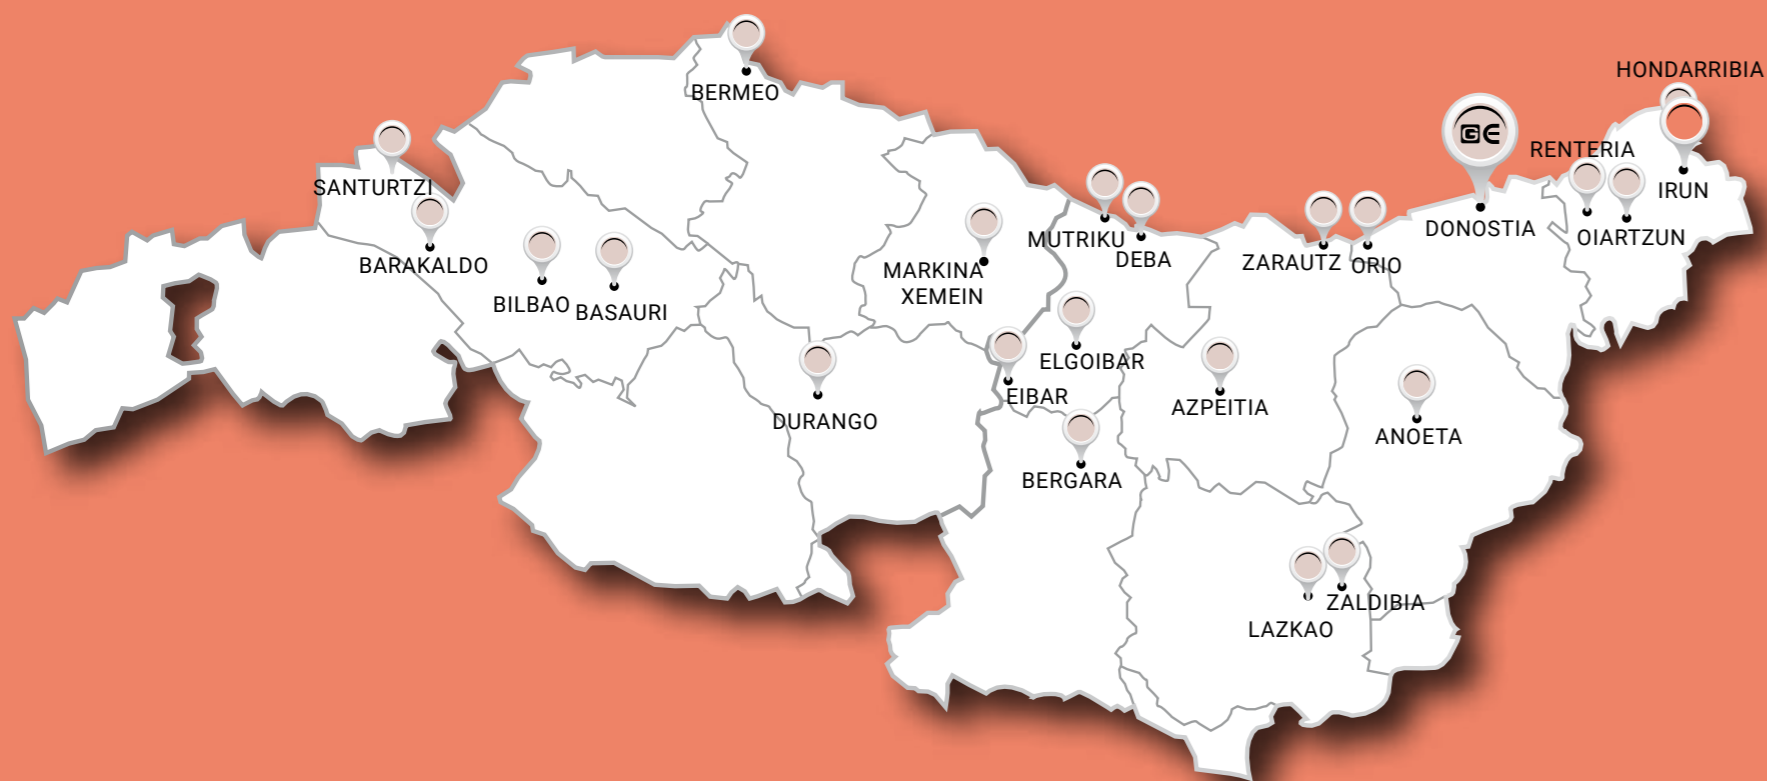 HONDARRIBIA
BERMEO
GE
RENTERIA
SANTURTZI
IRUN
DONOSTIA
OIARTZUN
MUTRIKU
DEBA
ZARAUTZ
ORIO
BARAKALDO
MARKINA
XEMEIN
BILBAO
BASAURI
ELGOIBAR
EIBAR
AZPEITIA
DURANGO
ANOETA
BERGARA
ZALDIBIA
LAZKAO